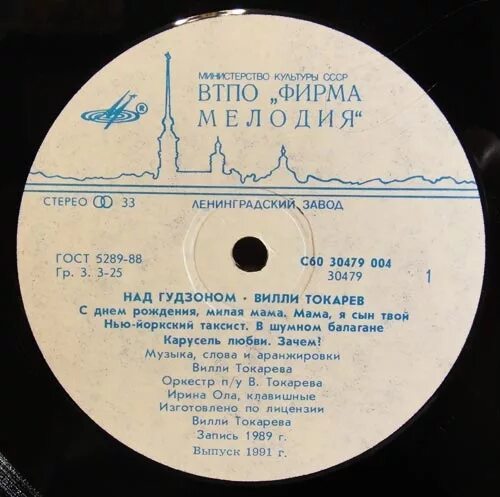 МИНИСТЕРСТВО КУЛЬТУРЫ СССР
ВТПО „ФИРМА
МЕЛОДИЯ"
®
СТЕРЕО 33
ЛЕНИНГРАДСКИЙ ЗАВОД
ГОСТ 5289-88
Гр. 3. 3-25
С60 30479 004
30479
1
НАД ГУДЗОНОМ · ВИЛЛИ ТОКАРЕВ
С днем рождения, милая мама. Мама, я сын твой
Нью-йоркский таксист. В шумном балагане
Карусель любви. Зачем?
Музыка, слова и аранжировки
Вилли Токарева
Оркестр п/у В. Токарева
Ирина Ола, клавишные
Изготовлено по лицензии
Вилли Токарева
Запись 1989 г.
Выпуск 1991 г.